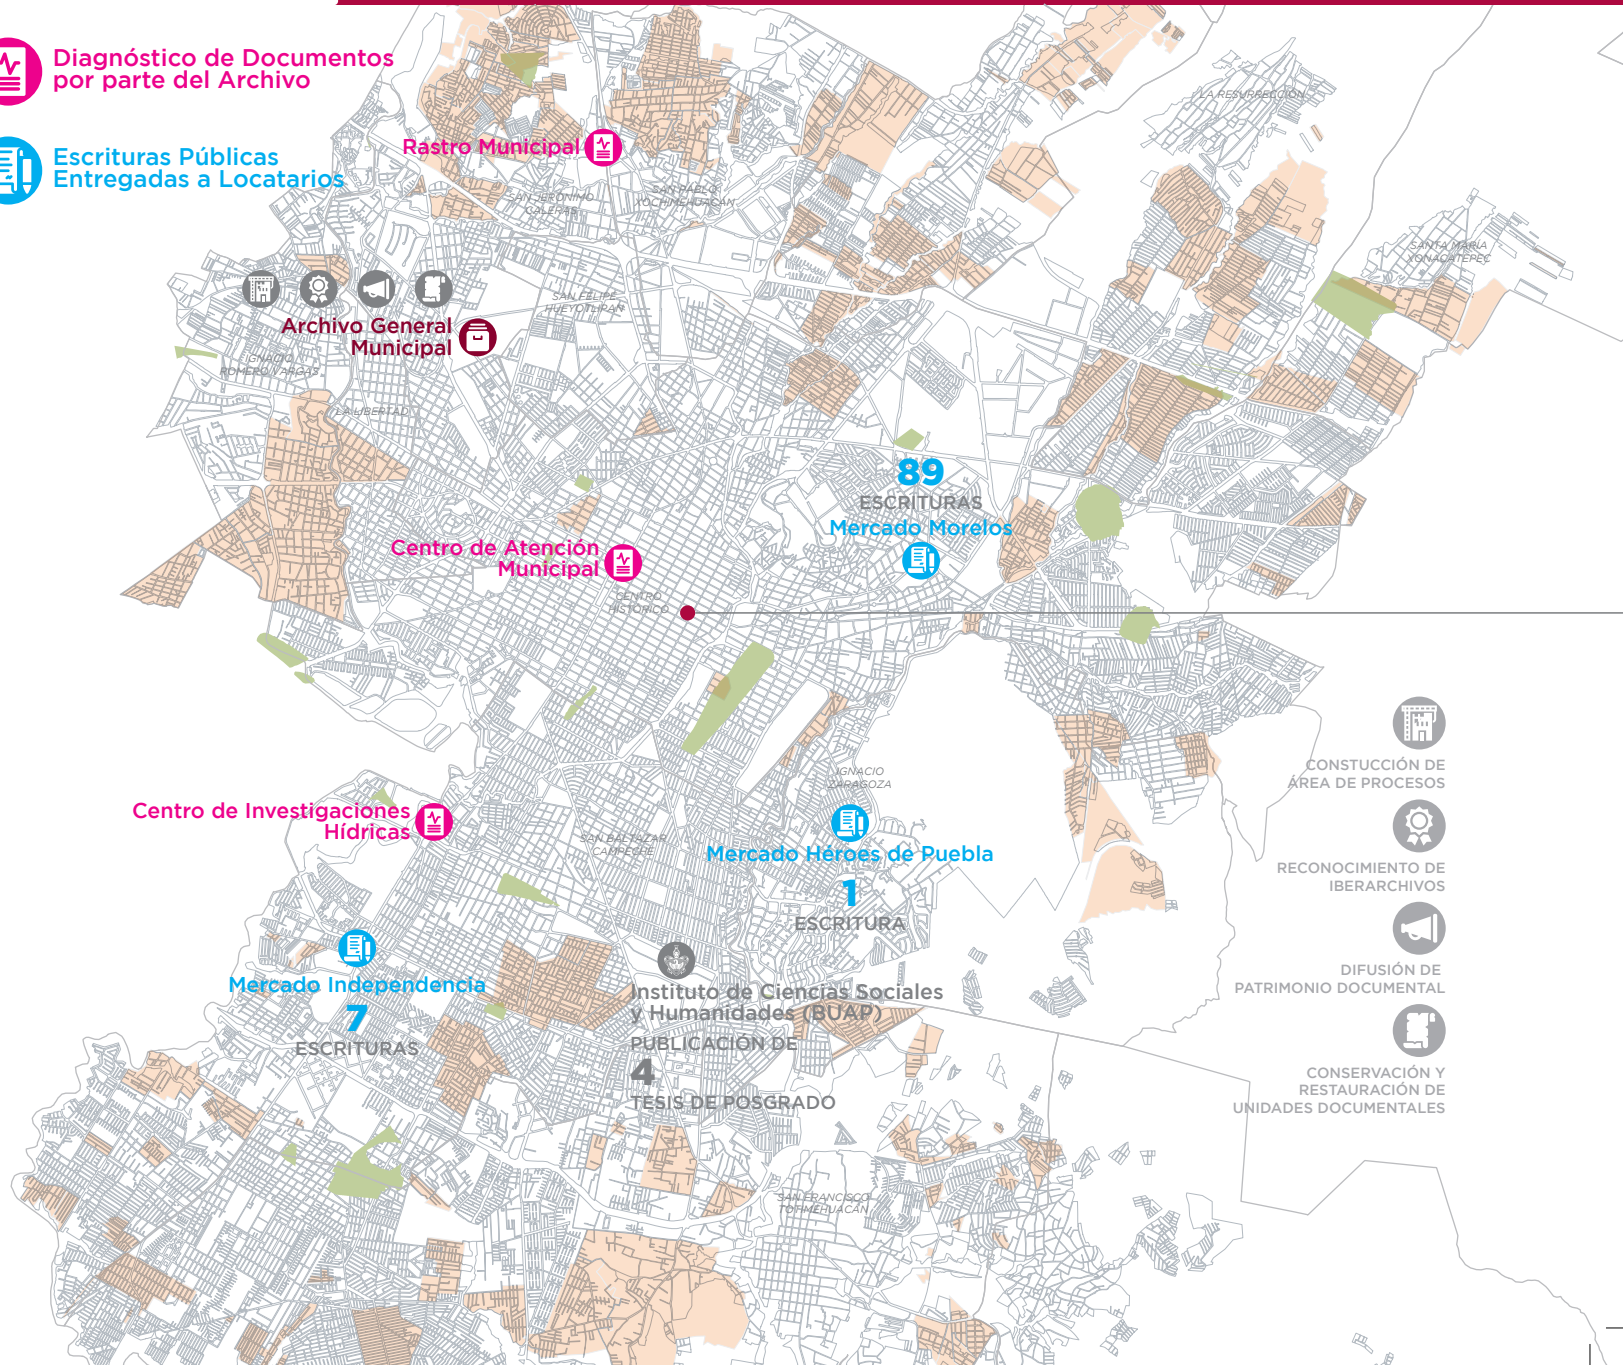 Diagnóstico de Documentos
por parte del Archivo
Escrituras Públicas
Entregadas a Locatarios
Rastro Municipal
LA RESURRECCIÓN
SAN JERÓNIMO
CALERAS
SAN PABLO
XOCHIMEHUACAN
SANTA MARÍA
XONACATEPEC
SAN FELIPE
HUEYOTLIPAN
Archivo General
Municipal
IGNACIO
ROMERO VARGAS
LA LIBERTAD
89
ESCRITURAS
Mercado Morelos
Centro de Atención
Municipal
CENTRO
HISTÓRICO
CONSTUCCIÓN DE
ÁREA DE PROCESOS
IGNACIO
ZARAGOZA
Centro de Investigaciones
Hídricas
SAN BALTAZAR
CAMPECHE
Mercado Héroes de Puebla
1
ESCRITURA
RECONOCIMIENTO DE
IBERARCHIVOS
DIFUSIÓN DE
PATRIMONIO DOCUMENTAL
Mercado Independencia
7
ESCRITURAS
Instituto de Ciencias Sociales
y Humanidades (BUAP)
PUBLICACIÓN DE
4
TESIS DE POSGRADO
CONSERVACIÓN Y
RESTAURACIÓN DE
UNIDADES DOCUMENTALES
SAN FRANCISCO
TOTIMEHUACÁN